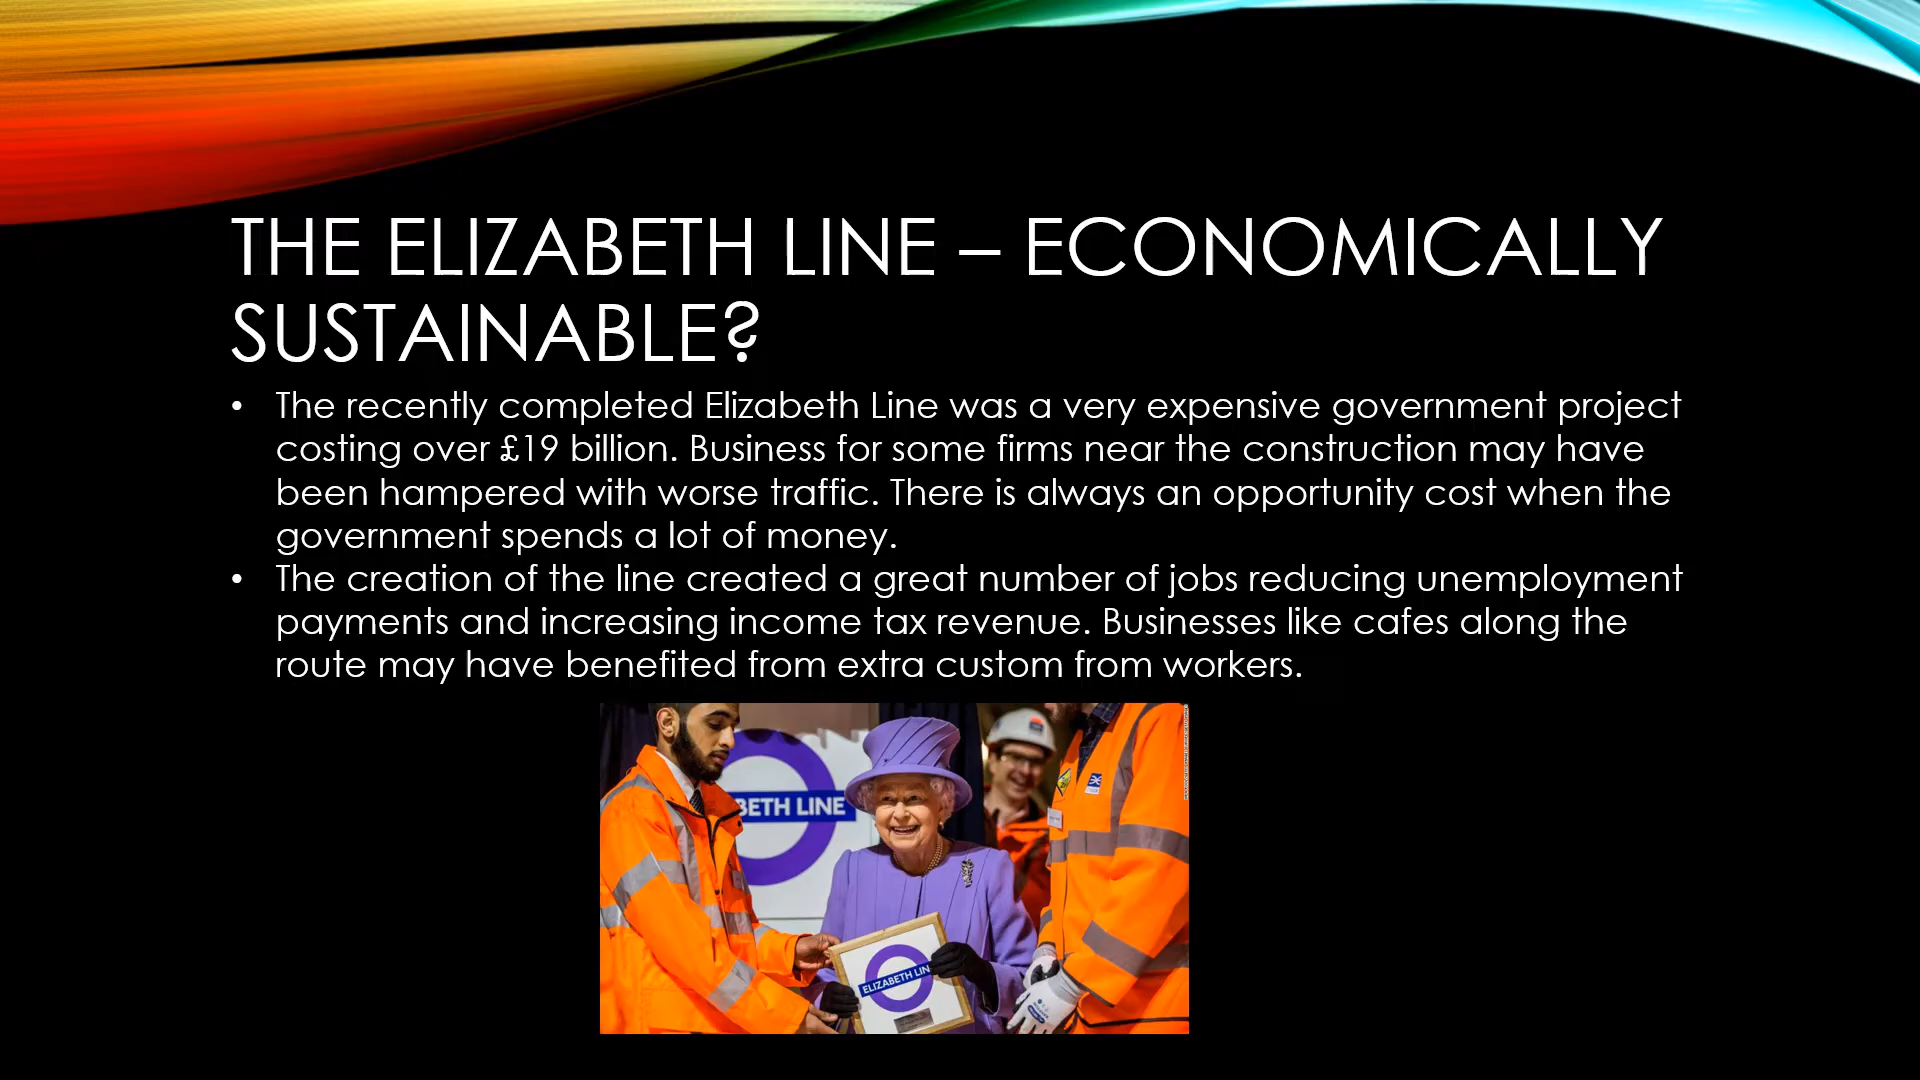 THE ELIZABETH LINE – ECONOMICALLY
SUSTAINABLE?
• The recently completed Elizabeth Line was a very expensive government project
costing over £19 billion. Business for some firms near the construction may have
been hampered with worse traffic. There is always an opportunity cost when the
government spends a lot of money.
• The creation of the line created a great number of jobs reducing unemployment
payments and increasing income tax revenue. Businesses like cafes along the
route may have benefited from extra custom from workers.
BETH LINE
ELIZABETH LIN